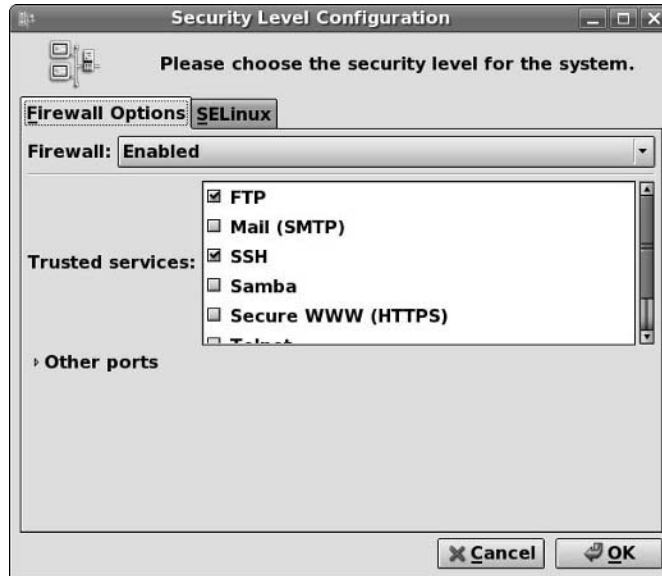 Security Level Configuration
Please choose the security level for the system.
Firewall Options SELinux
Firewall: Enabled
FTP
Mail (SMTP)
Trusted services: SSH
Samba
Secure WWW (HTTPS)
Other ports
Cancel OK